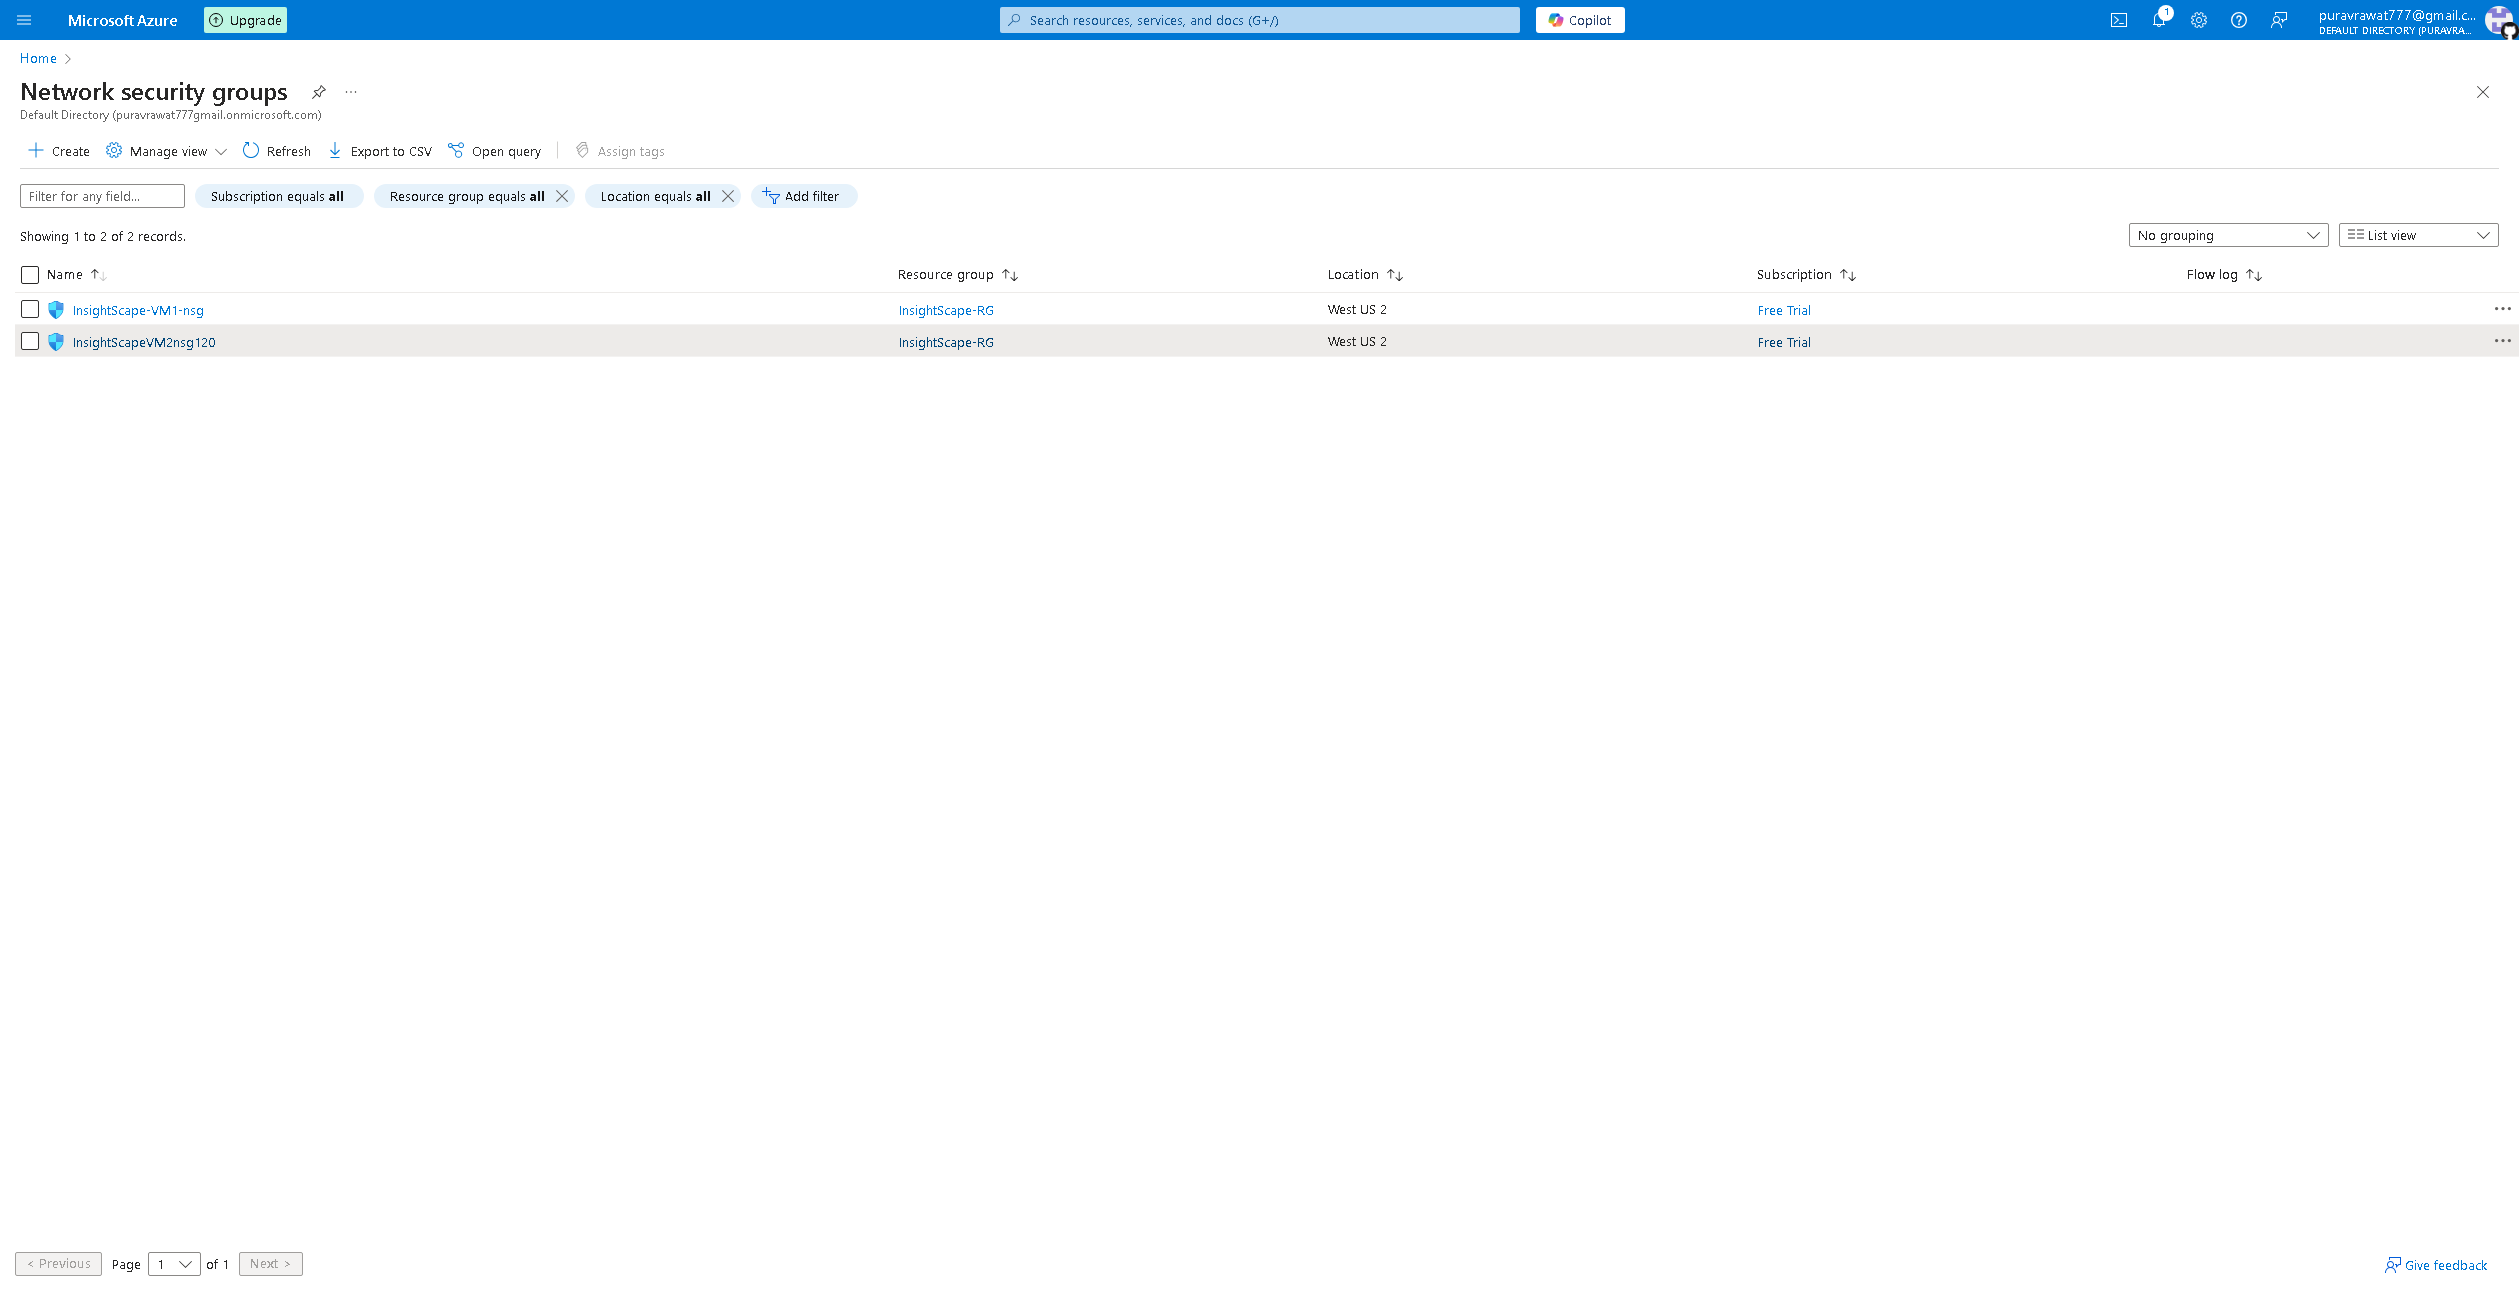 Microsoft Azure
Upgrade
Search resources, services, and docs (G+/)
Copilot
1
puravrawat777@gmail.c...
DEFAULT DIRECTORY (PURAVRA...
Home >
Network security groups
Default Directory (puravrawat777gmail.onmicrosoft.com)
Create Manage view Refresh Export to CSV Open query Assign tags
Filter for any field... Subscription equals all Resource group equals all Location equals all Add filter
Showing 1 to 2 of 2 records. No grouping List view
Name Resource group Location Subscription Flow log
InsightScape-VM1-nsg InsightScape-RG West US 2 Free Trial
InsightScapeVM2nsg120 InsightScape-RG West US 2 Free Trial
< Previous Page 1 of 1 Next > Give feedback